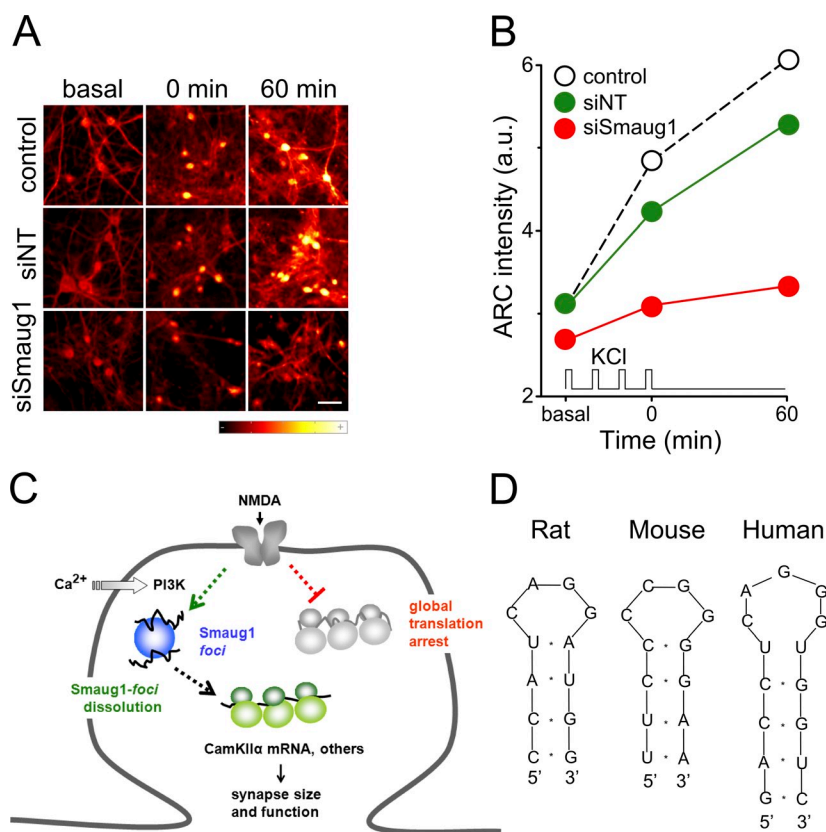 A
basal 0 min 60 min
control
siNT
siSmaug1
- +
B
6
4
2
ARC intensity (a.u.)
control
siNT
siSmaug1
KCl
basal 0 60
Time (min)
C
NMDA
Ca2+
PI3K
Smaug1
foci
global
translation
arrest
Smaug1-foci
dissolution
CamKIIα mRNA, others
synapse size
and function
D
Rat Mouse Human
A G
C G
U * A
A * U
C * G
C * G
5’ 3’
C G
C G
C * G
C * G
U * A
U * A
5’ 3’
G
A G
C G
U * U
C * G
C * G
A * U
G * C
5’ 3’